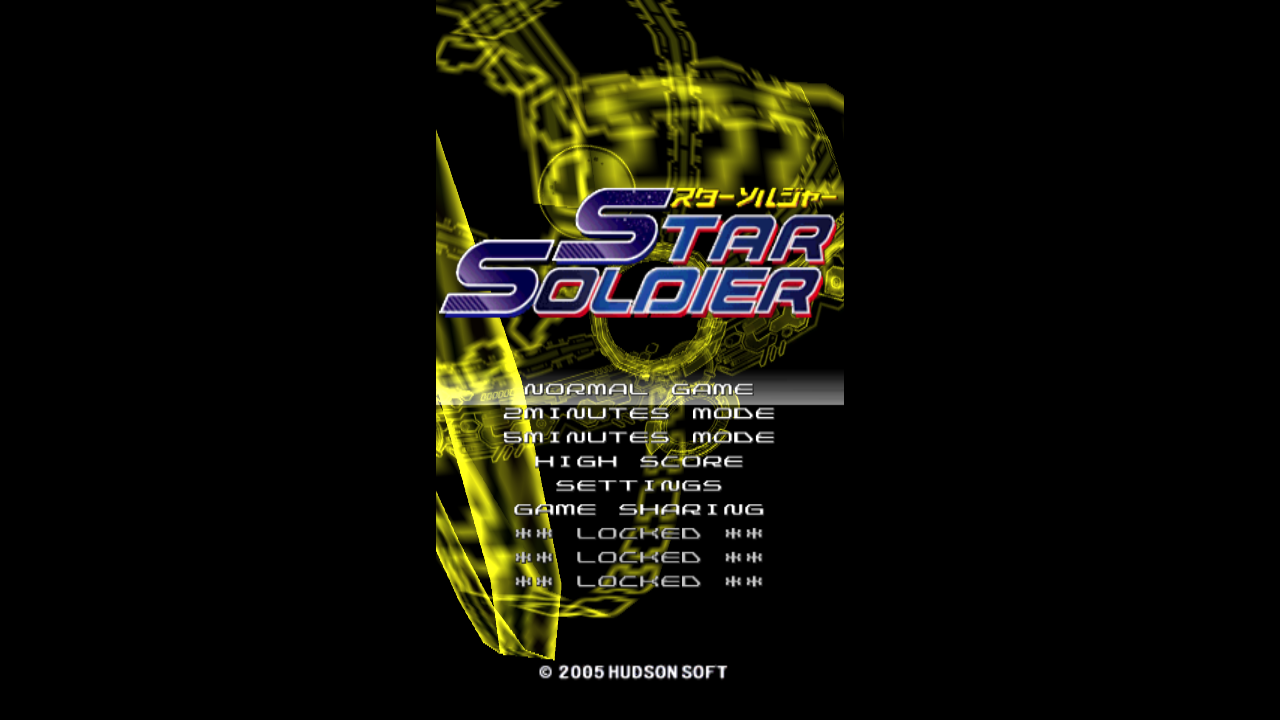 スターソルジャー
STAR
SOLDIER
NORMAL GAME
2MINUTES MODE
5MINUTES MODE
HIGH SCORE
SETTINGS
GAME SHARING
** LOCKED **
** LOCKED **
** LOCKED **
© 2005 HUDSON SOFT